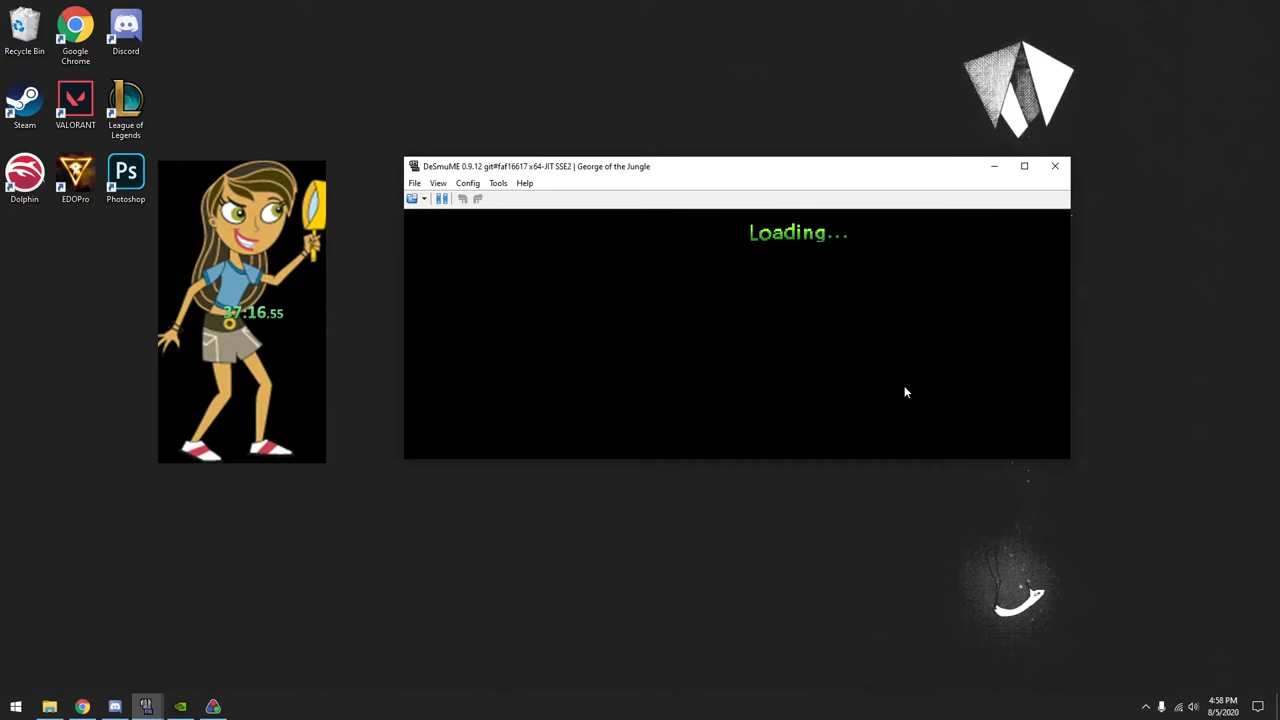 Recycle Bin
Google
Chrome
Discord
Steam
VALORANT
League of
Legends
Dolphin
EDOPro
Ps
Photoshop
37:16.55
DeSmuME 0.9.12 git#faf16617 x64-JIT SSE2 | George of the Jungle
File View Config Tools Help
Loading...
4:58 PM
8/5/2020